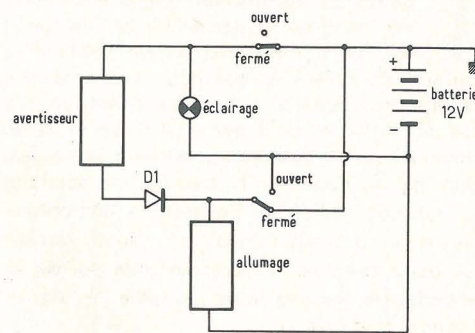 ouvert
fermé
+
batterie
12V
−
éclairage
avertisseur
ouvert
D1
fermé
allumage